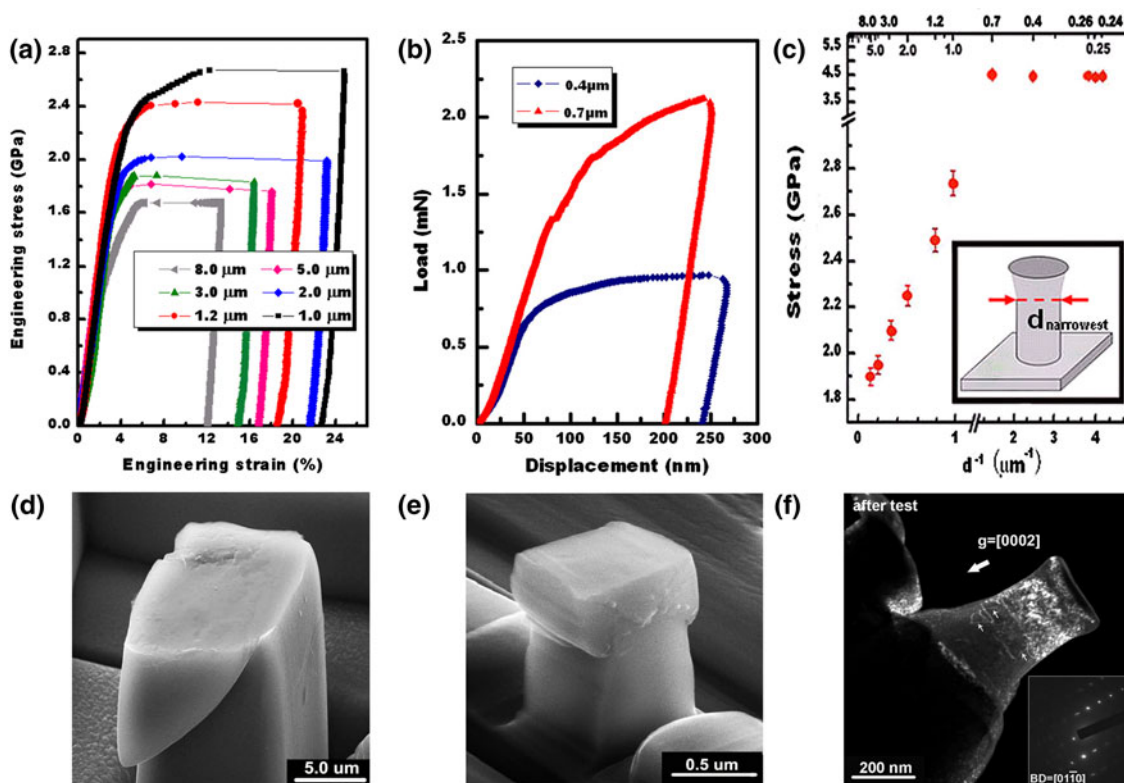 (a)
Engineering stress (GPa)
2.8
2.4
2.0
1.6
1.2
0.8
0.4
0.0
8.0 μm 5.0 μm
3.0 μm 2.0 μm
1.2 μm 1.0 μm
0 4 8 12 16 20 24
Engineering strain (%)
(b)
Load (mN)
2.5
2.0
1.5
1.0
0.5
0.0
0.4μm
0.7μm
0 50 100 150 200 250 300
Displacement (nm)
(c)
8.0 3.0 1.2 0.7 0.4 0.26 0.24
5.0 2.0 1.0 0.25
Stress (GPa)
5.5
4.5
3.5
2.8
2.6
2.4
2.2
2.0
1.8
d narrowest
0 1 2 3 4
d⁻¹ (μm⁻¹)
(d)
5.0 um
(e)
0.5 um
(f)
after test
g=[0002]
200 nm
BD=[011̄0]